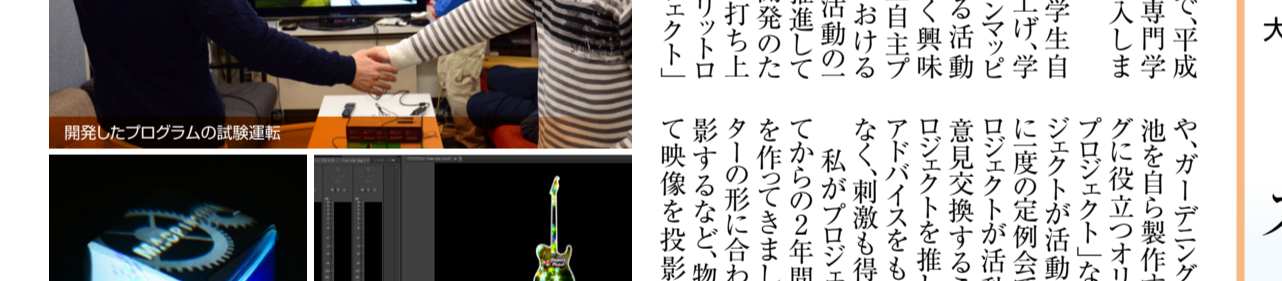 で、平成
専門学
入しま
学生自
上げ、学
ンマッピ
る活動
く興味
自主プ
おける
活動の一
推進して
開発のた
打ち上
リットロ
ェクト」
や、ガーデニング
池を自ら製作す
グに役立つオリ
プロジェクト」な
ジェクトが活動
に一度の定例会で
ロジェクトが活動
意見交換するこ
ロジェクトを推し
アドバイスをも
なく、刺激も得
私がプロジェ
てからの2年間
を作ってきまし
ターの形に合わ
影するなど、物
て映像を投影
開発したプログラムの試験運転
大